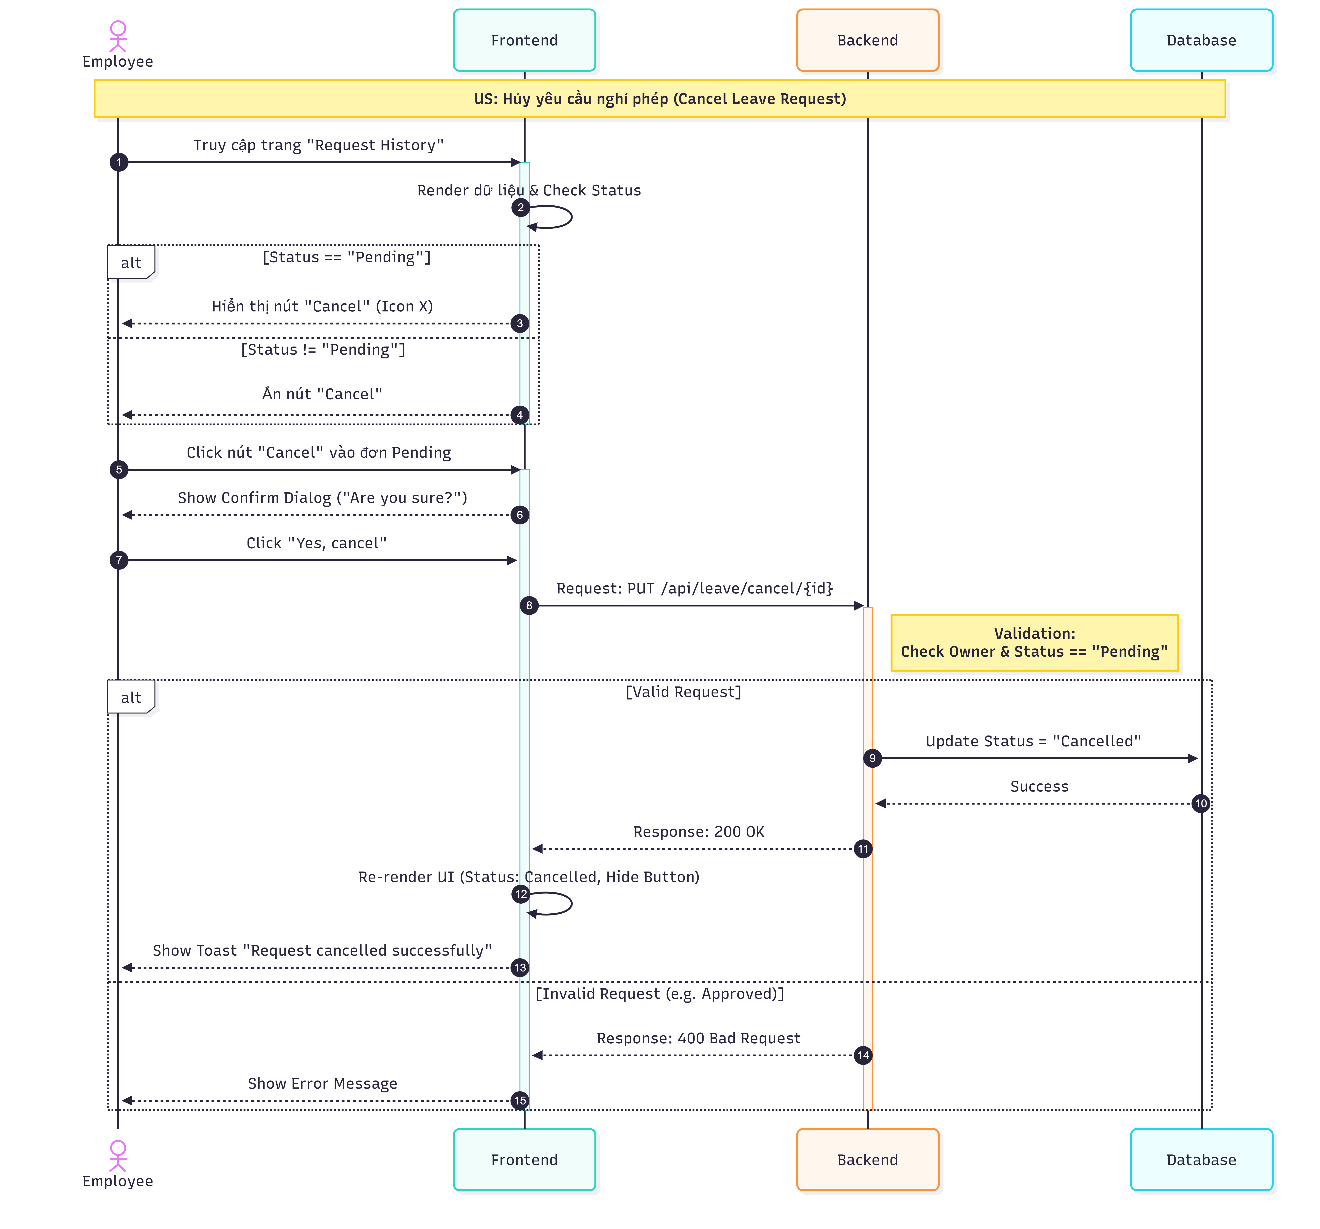 Employee
Frontend
Backend
Database
US: Hủy yêu cầu nghỉ phép (Cancel Leave Request)
1
Truy cập trang "Request History"
Render dữ liệu & Check Status
2
alt
[Status == "Pending"]
Hiển thị nút "Cancel" (Icon X)
3
[Status != "Pending"]
Ẩn nút "Cancel"
4
Click nút "Cancel" vào đơn Pending
5
Show Confirm Dialog ("Are you sure?")
6
Click "Yes, cancel"
7
Request: PUT /api/leave/cancel/{id}
8
Validation:
Check Owner & Status == "Pending"
alt
[Valid Request]
Update Status = "Cancelled"
9
Success
10
Response: 200 OK
11
Re-render UI (Status: Cancelled, Hide Button)
12
Show Toast "Request cancelled successfully"
13
[Invalid Request (e.g. Approved)]
Response: 400 Bad Request
14
Show Error Message
15
Employee
Frontend
Backend
Database